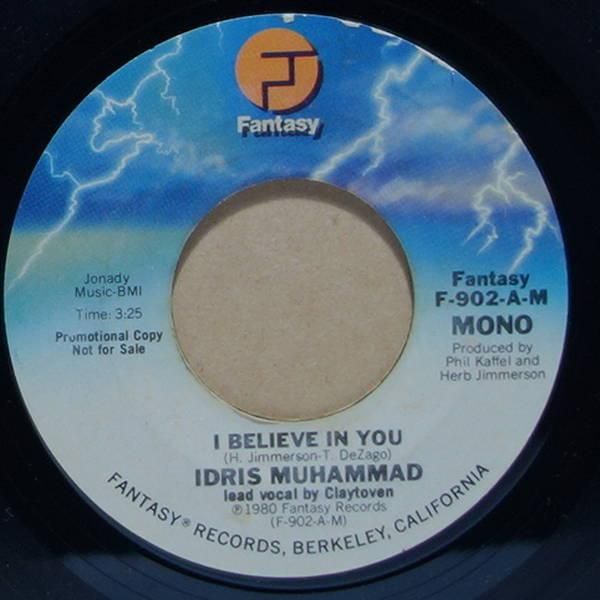 Fantasy
Jonady
Music-BMI
Time: 3:25
Promotional Copy
Not for Sale
Fantasy
F-902-A-M
MONO
Produced by
Phil Kaffel and
Herb Jimmerson
I BELIEVE IN YOU
(H. Jimmerson-T. DeZago)
IDRIS MUHAMMAD
lead vocal by Claytoven
℗1980 Fantasy Records
(F-902-A-M)
FANTASY® RECORDS, BERKELEY, CALIFORNIA